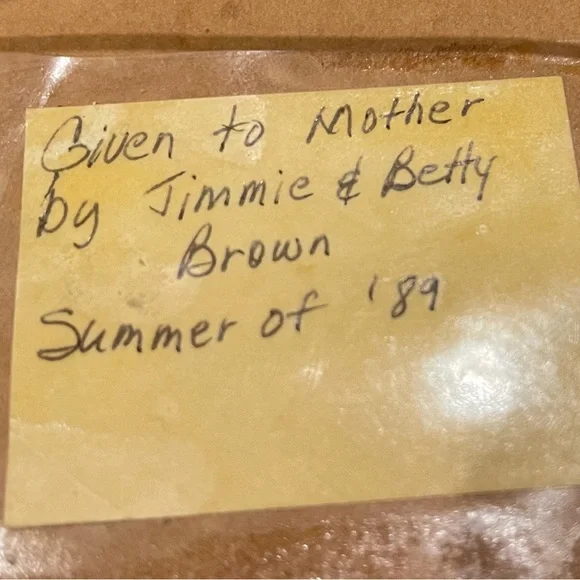 Given to Mother
by Jimmie & Betty
Brown
Summer of '89